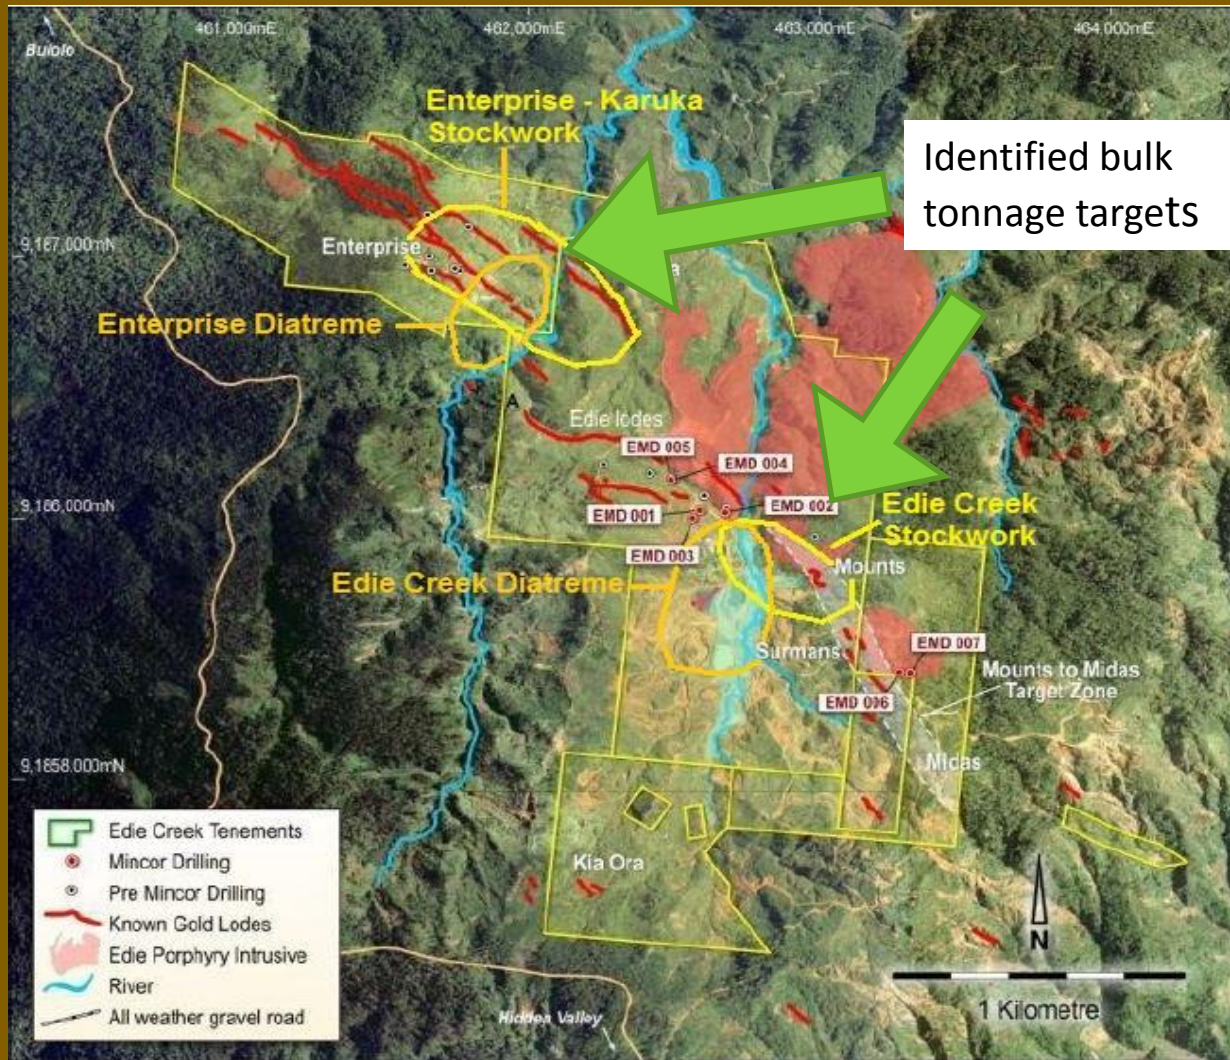 461,000mE
462,000mE
463,000mE
464,000mE
Bulolo
Enterprise - Karuka
Stockwork
Identified bulk
tonnage targets
9,167,000mN
Enterprise
Enterprise Diatreme
A
Edie lodes
EMD 005
EMD 004
9,166,000mN
EMD 001
EMD 002
Edie Creek
Stockwork
EMD 003
Edie Creek Diatreme
Mounts
Surmans
EMD 007
Mounts to Midas
Target Zone
EMD 006
9,1658,000mN
Midas
Kia Ora
Edie Creek Tenements
Mincor Drilling
Pre Mincor Drilling
Known Gold Lodes
Edie Porphyry Intrusive
River
All weather gravel road
N
1 Kilometre
Hidden Valley